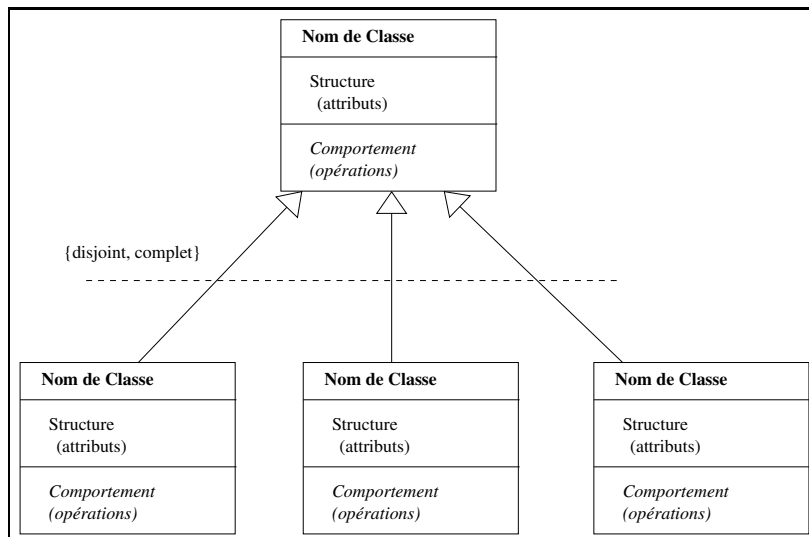 Nom de Classe
Structure
(attributs)
Comportement
(opérations)
{disjoint, complet}
Nom de Classe
Structure
(attributs)
Comportement
(opérations)
Nom de Classe
Structure
(attributs)
Comportement
(opérations)
Nom de Classe
Structure
(attributs)
Comportement
(opérations)